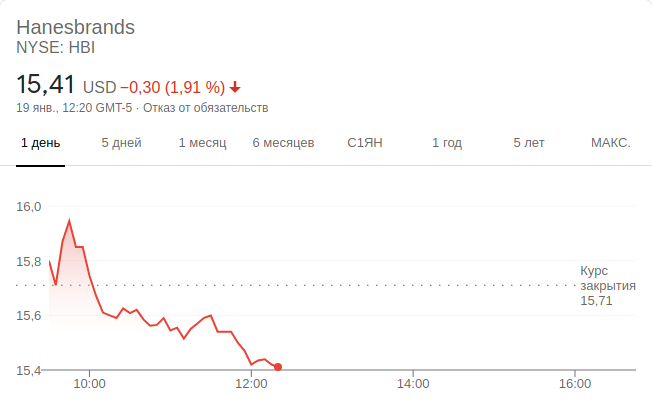 Hanesbrands
NYSE: HBI
15,41 USD −0,30 (1,91 %)
19 янв., 12:20 GMT-5 · Отказ от обязательств
1 день 5 дней 1 месяц 6 месяцев С1ЯН 1 год 5 лет МАКС.
16,0
15,8
Курс
закрытия
15,71
15,6
15,4
10:00 12:00 14:00 16:00